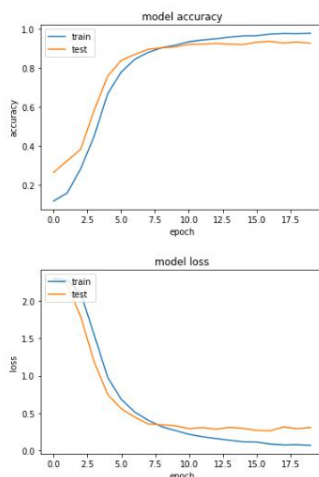 model accuracy
1.0
train
test
0.8
0.6
0.4
0.2
accuracy
0.0 2.5 5.0 7.5 10.0 12.5 15.0 17.5
epoch
model loss
train
test
2.0
1.5
1.0
0.5
0.0
loss
0.0 2.5 5.0 7.5 10.0 12.5 15.0 17.5
epoch